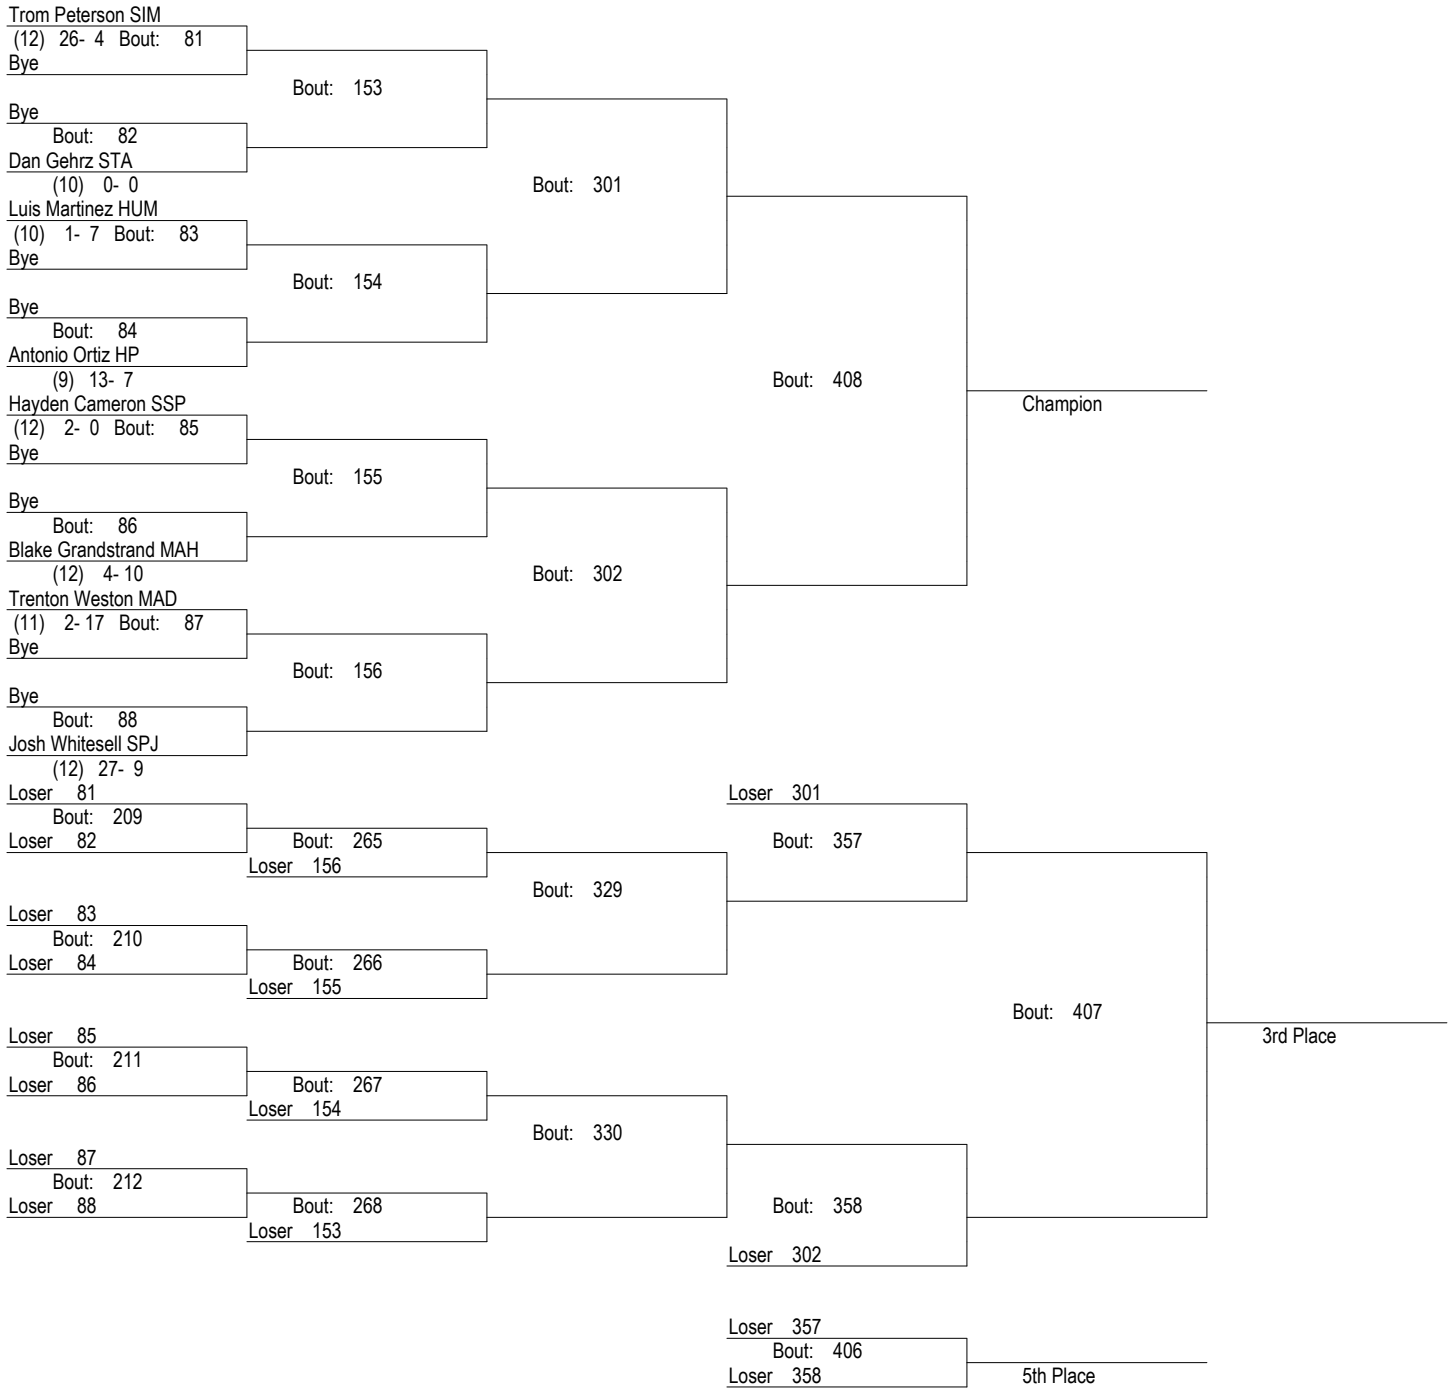 Trom Peterson SIM
(12) 26- 4 Bout: 81
Bye
Bout: 153
Bye
Bout: 82
Dan Gehrz STA
(10) 0- 0
Bout: 301
Luis Martinez HUM
(10) 1- 7 Bout: 83
Bye
Bout: 154
Bye
Bout: 84
Antonio Ortiz HP
(9) 13- 7
Bout: 408
Hayden Cameron SSP
Champion
(12) 2- 0 Bout: 85
Bye
Bout: 155
Bye
Bout: 86
Blake Grandstrand MAH
(12) 4- 10
Bout: 302
Trenton Weston MAD
(11) 2- 17 Bout: 87
Bye
Bout: 156
Bye
Bout: 88
Josh Whitesell SPJ
(12) 27- 9
Loser 81
Loser 301
Bout: 209
Loser 82
Bout: 265
Bout: 357
Loser 156
Bout: 329
Loser 83
Bout: 210
Loser 84
Bout: 266
Loser 155
Bout: 407
Loser 85
3rd Place
Bout: 211
Loser 86
Bout: 267
Loser 154
Bout: 330
Loser 87
Bout: 212
Loser 88
Bout: 268
Bout: 358
Loser 153
Loser 302
Loser 357
Bout: 406
Loser 358
5th Place